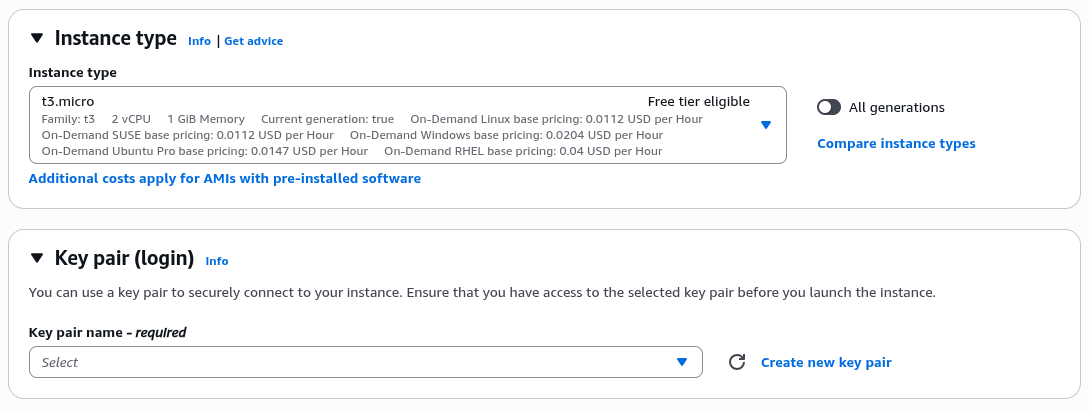 Instance type Info | Get advice
Instance type
t3.micro Free tier eligible
Family: t3 2 vCPU 1 GiB Memory Current generation: true On-Demand Linux base pricing: 0.0112 USD per Hour
On-Demand SUSE base pricing: 0.0112 USD per Hour On-Demand Windows base pricing: 0.0204 USD per Hour
On-Demand Ubuntu Pro base pricing: 0.0147 USD per Hour On-Demand RHEL base pricing: 0.04 USD per Hour
All generations
Compare instance types
Additional costs apply for AMIs with pre-installed software
Key pair (login) Info
You can use a key pair to securely connect to your instance. Ensure that you have access to the selected key pair before you launch the instance.
Key pair name - required
Select
Create new key pair